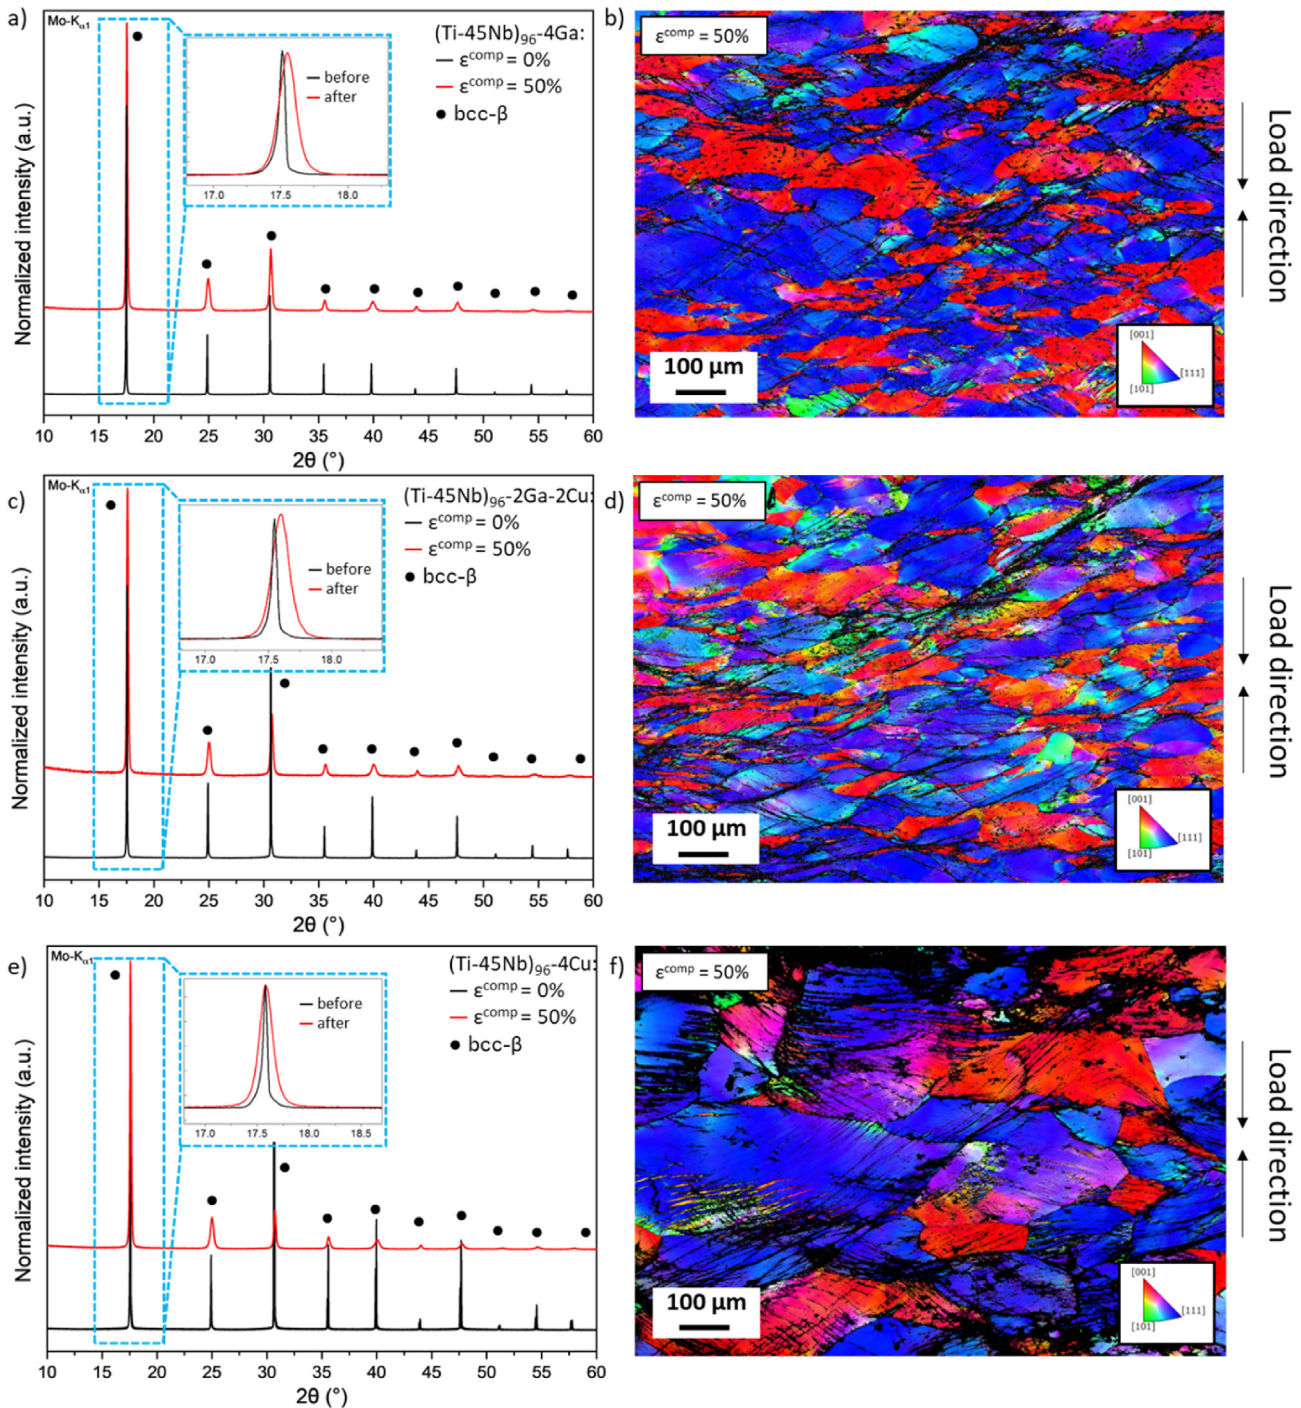 a)
Mo-Kα1
(Ti-45Nb)96-4Ga:
εcomp = 0%
εcomp = 50%
bcc-β
before
after
17.0 17.5 18.0
Normalized intensity (a.u.)
10 15 20 25 30 35 40 45 50 55 60
2θ (°)
b)
εcomp = 50%
Load direction
100 µm
[001]
[111]
[101]
c)
Mo-Kα1
(Ti-45Nb)96-2Ga-2Cu:
εcomp = 0%
εcomp = 50%
bcc-β
before
after
17.0 17.5 18.0
Normalized intensity (a.u.)
10 15 20 25 30 35 40 45 50 55 60
2θ (°)
d)
εcomp = 50%
Load direction
100 µm
[001]
[111]
[101]
e)
Mo-Kα1
(Ti-45Nb)96-4Cu:
εcomp = 0%
εcomp = 50%
bcc-β
before
after
17.0 17.5 18.0 18.5
Normalized intensity (a.u.)
10 15 20 25 30 35 40 45 50 55 60
2θ (°)
f)
εcomp = 50%
Load direction
100 µm
[001]
[111]
[101]